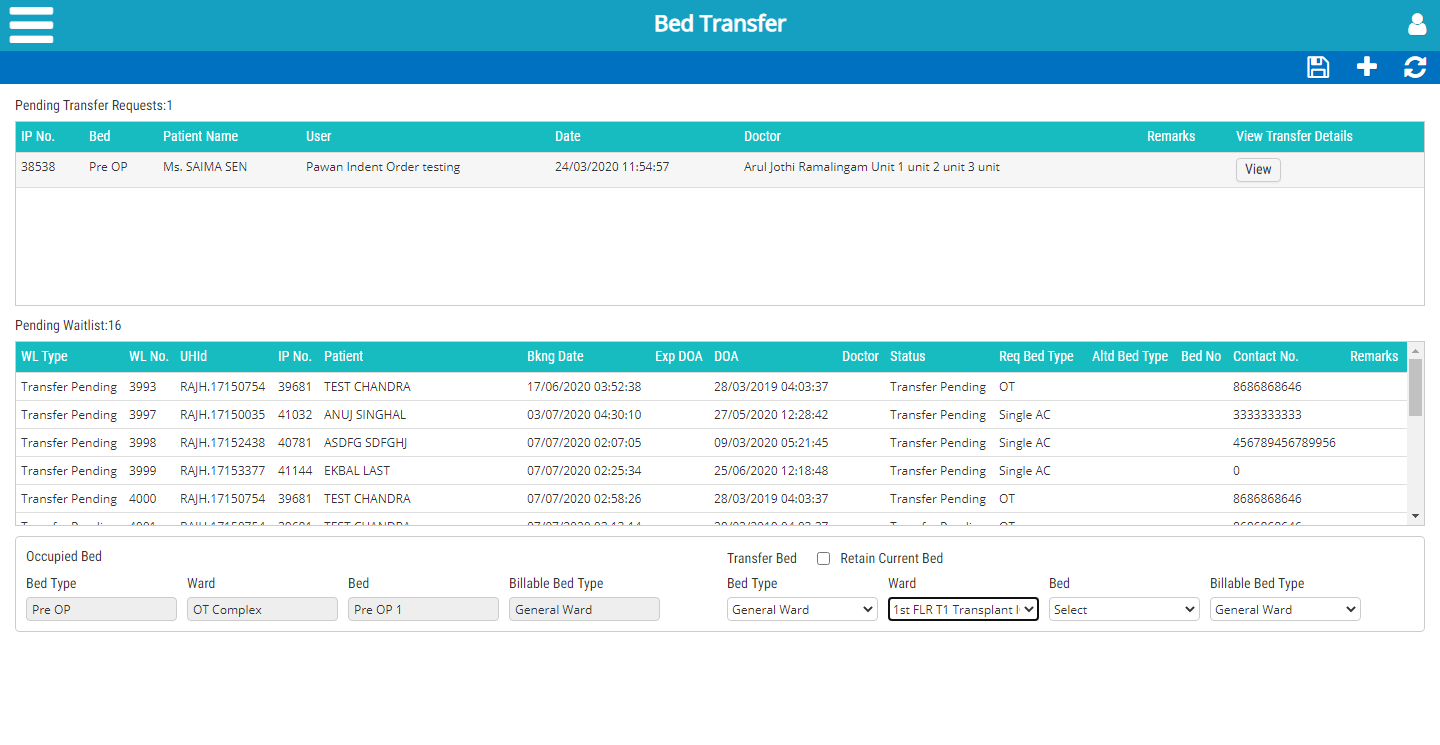 Bed Transfer
Pending Transfer Requests:1
IP No. Bed Patient Name User Date Doctor Remarks View Transfer Details
38538 Pre OP Ms. SAIMA SEN Pawan Indent Order testing 24/03/2020 11:54:57 Arul Jothi Ramalingam Unit 1 unit 2 unit 3 unit View
Pending Waitlist:16
WL Type WL No. UHId IP No. Patient Bkng Date Exp DOA DOA Doctor Status Req Bed Type Altd Bed Type Bed No Contact No. Remarks
Transfer Pending 3993 RAJH.17150754 39681 TEST CHANDRA 17/06/2020 03:52:38 28/03/2019 04:03:37 Transfer Pending OT 8686868646
Transfer Pending 3997 RAJH.17150035 41032 ANUJ SINGHAL 03/07/2020 04:30:10 27/05/2020 12:28:42 Transfer Pending Single AC 3333333333
Transfer Pending 3998 RAJH.17152438 40781 ASDFG SDFGHJ 07/07/2020 02:07:05 09/03/2020 05:21:45 Transfer Pending Single AC 456789456789956
Transfer Pending 3999 RAJH.17153377 41144 EKBAL LAST 07/07/2020 02:25:34 25/06/2020 12:18:48 Transfer Pending Single AC 0
Transfer Pending 4000 RAJH.17150754 39681 TEST CHANDRA 07/07/2020 02:58:26 28/03/2019 04:03:37 Transfer Pending OT 8686868646
Occupied Bed Transfer Bed Retain Current Bed
Bed Type Ward Bed Billable Bed Type Bed Type Ward Bed Billable Bed Type
Pre OP OT Complex Pre OP 1 General Ward General Ward 1st FLR T1 Transplant Select General Ward